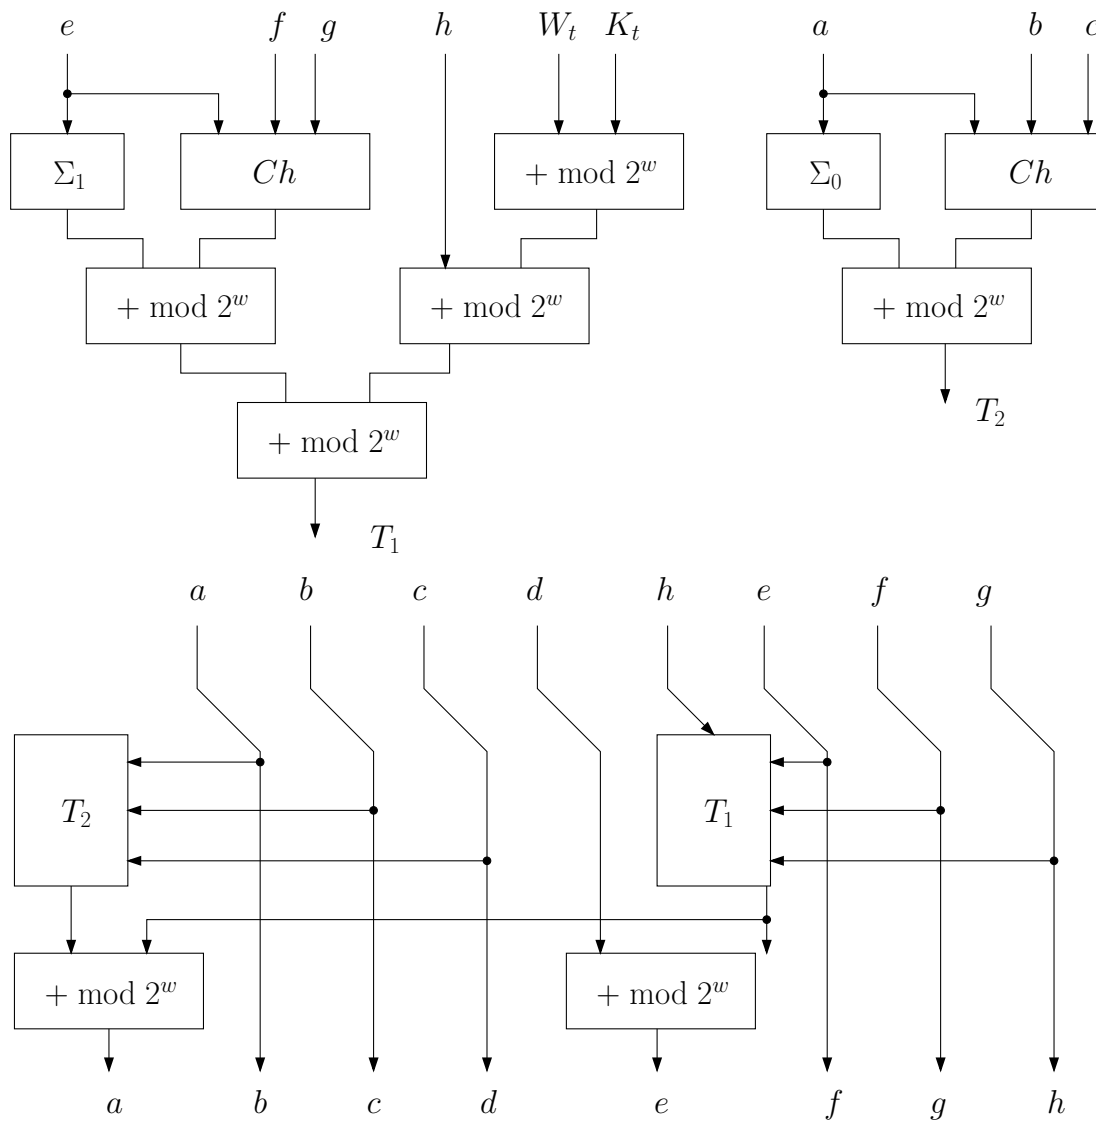 e f g h W_t K_t a b c
Σ_1 Ch + mod 2^w Σ_0 Ch
+ mod 2^w + mod 2^w + mod 2^w
T_2
+ mod 2^w
T_1
a b c d h e f g
T_2 T_1
+ mod 2^w + mod 2^w
a b c d e f g h